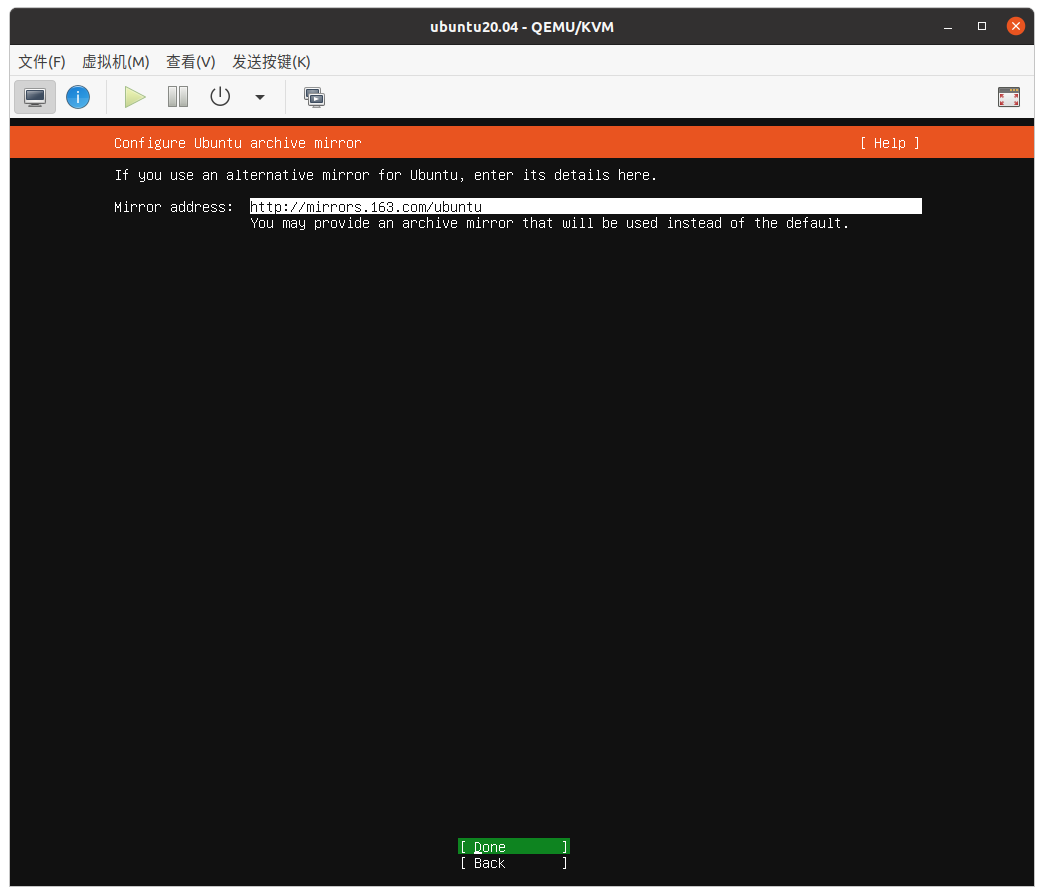 ubuntu20.04 - QEMU/KVM
文件(F) 虚拟机(M) 查看(V) 发送按键(K)
Configure Ubuntu archive mirror [ Help ]
If you use an alternative mirror for Ubuntu, enter its details here.
Mirror address: http://mirrors.163.com/ubuntu
You may provide an archive mirror that will be used instead of the default.
[ Done ]
[ Back ]